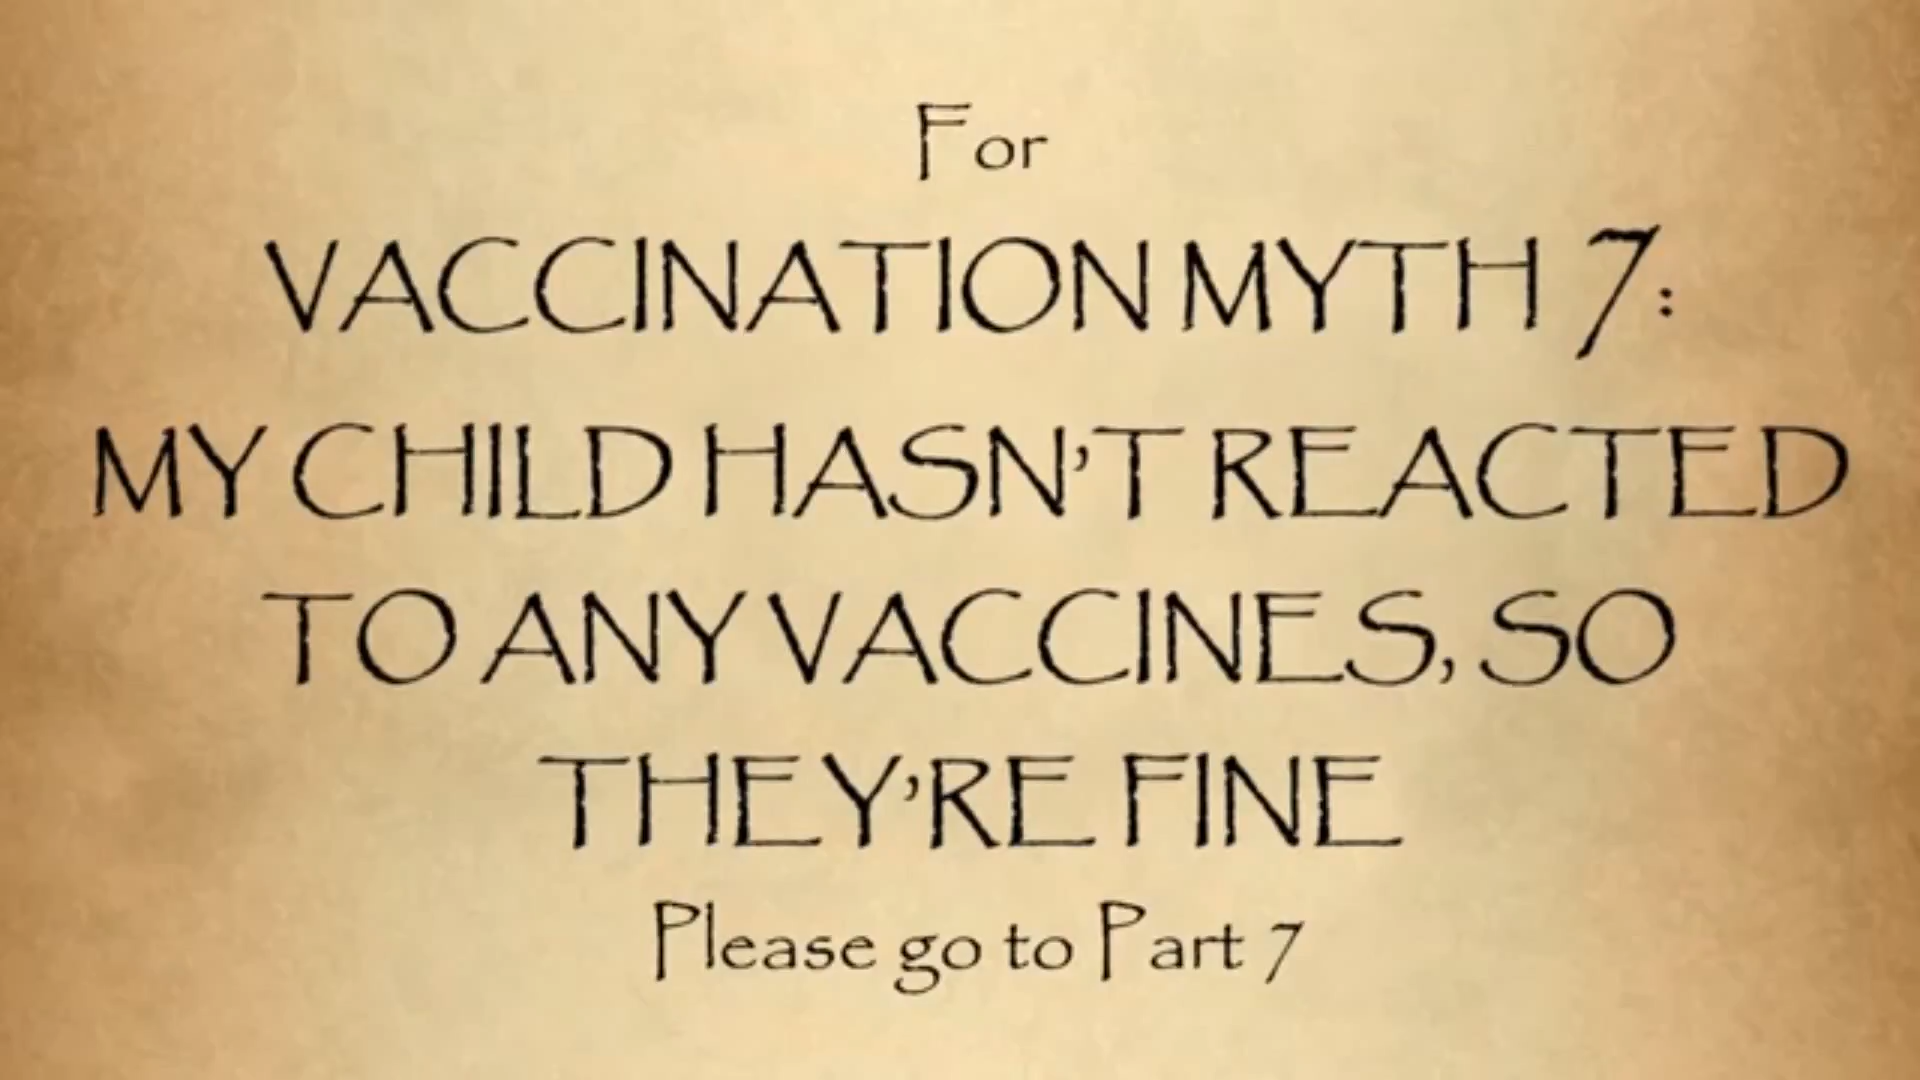 For
VACCINATION MYTH 7:
MY CHILD HASN'T REACTED
TO ANY VACCINES, SO
THEY'RE FINE
Please go to Part 7